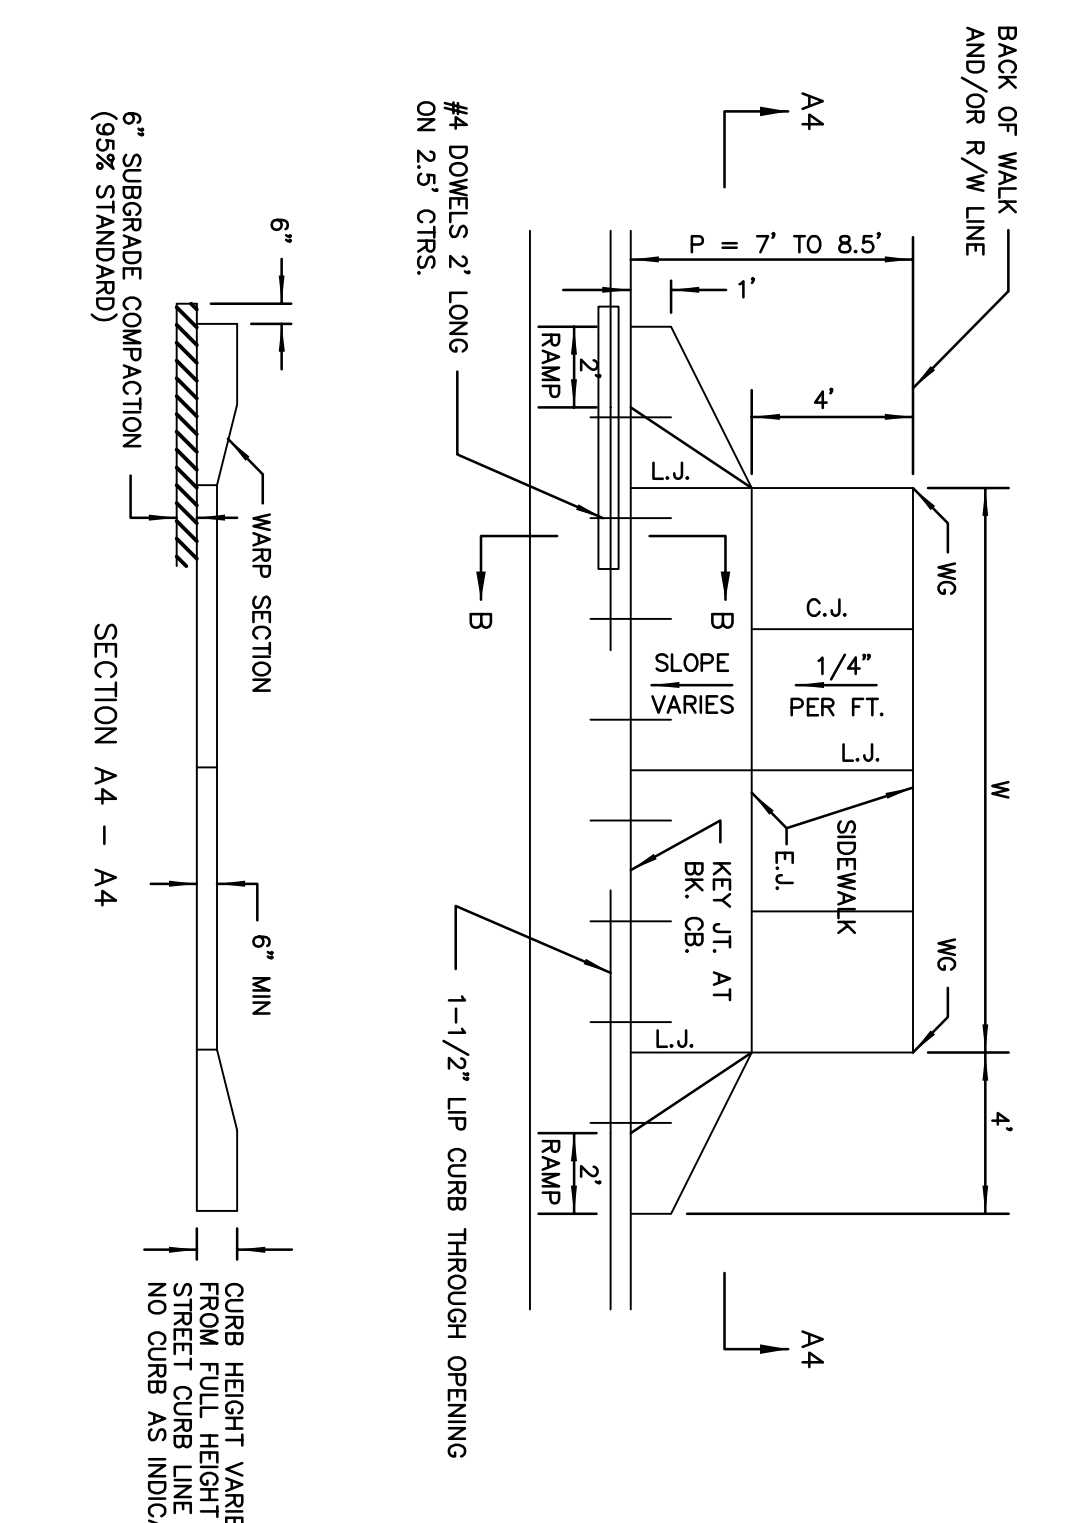 BACK OF WALK
AND/OR R/W LINE
A4
A4
P = 7' TO 8.5'
1'
4'
WG
WG
W
4'
#4 DOWELS 2' LONG
ON 2.5' CTRS.
2'
RAMP
L.J.
B
B
C.J.
SLOPE
VARIES
1/4"
PER FT.
L.J.
SIDEWALK
E.J.
KEY JT. AT
BK. CB.
L.J.
2'
RAMP
1-1/2" LIP CURB THROUGH OPENING
6"
6" SUBGRADE COMPACTION
(95% STANDARD)
WARP SECTION
6" MIN
CURB HEIGHT VARIE
FROM FULL HEIGHT
STREET CURB LINE
NO CURB AS INDICA
SECTION A4 - A4